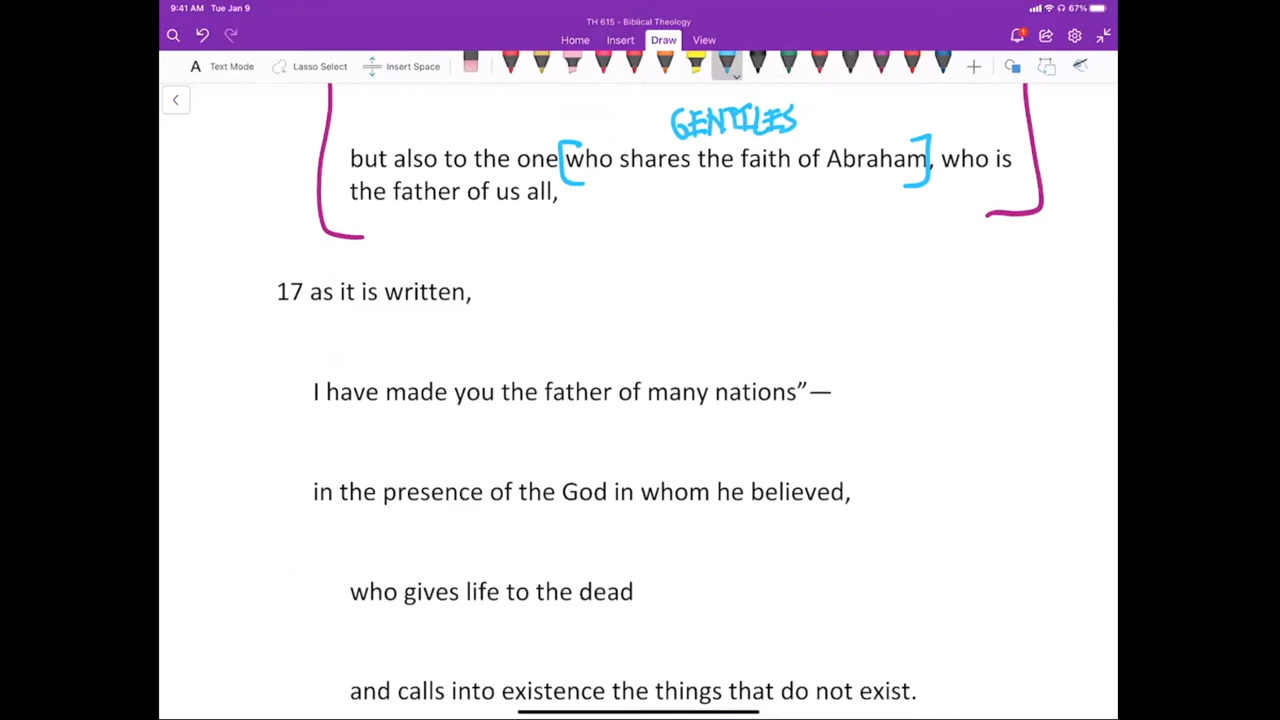 9:41 AM Tue Jan 9
67%
TH 615 - Biblical Theology
Home Insert Draw View
A Text Mode Lasso Select Insert Space
GENTILES
but also to the one [who shares the faith of Abraham], who is
the father of us all,
17 as it is written,
I have made you the father of many nations”—
in the presence of the God in whom he believed,
who gives life to the dead
and calls into existence the things that do not exist.